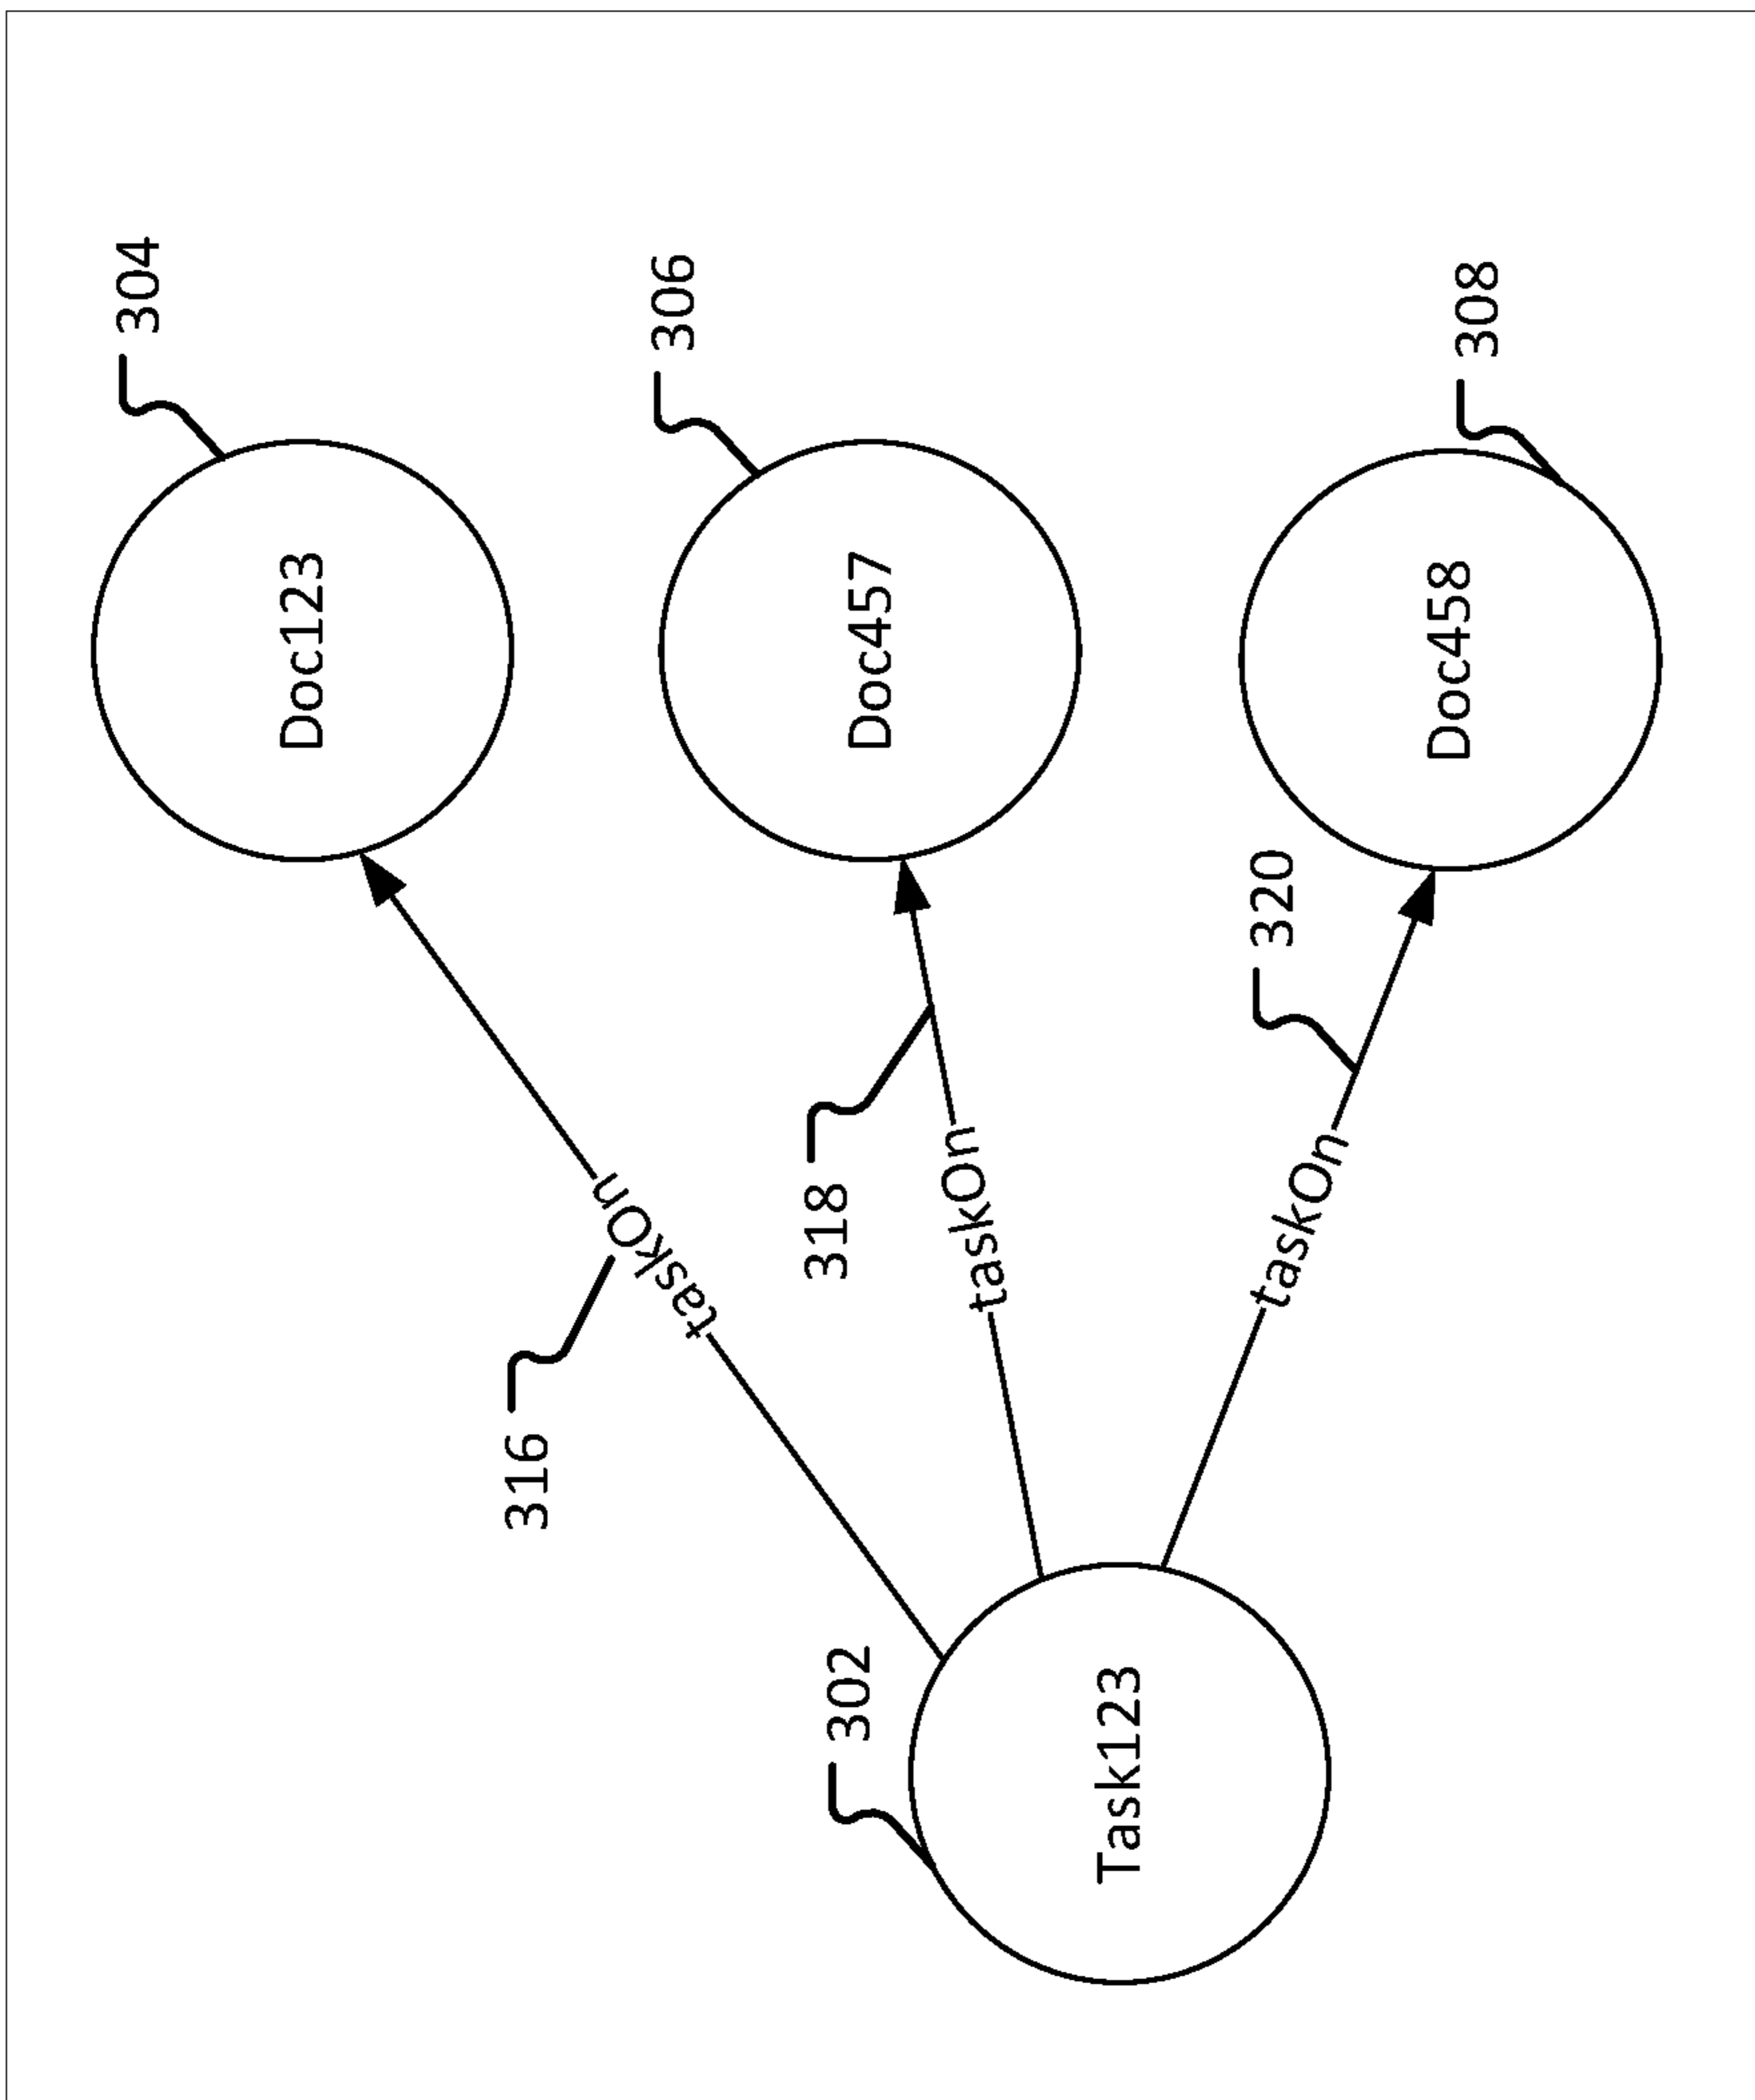 304
Doc123
316
taskOn
306
Doc457
318
taskOn
302
Task123
320
taskOn
308
Doc458